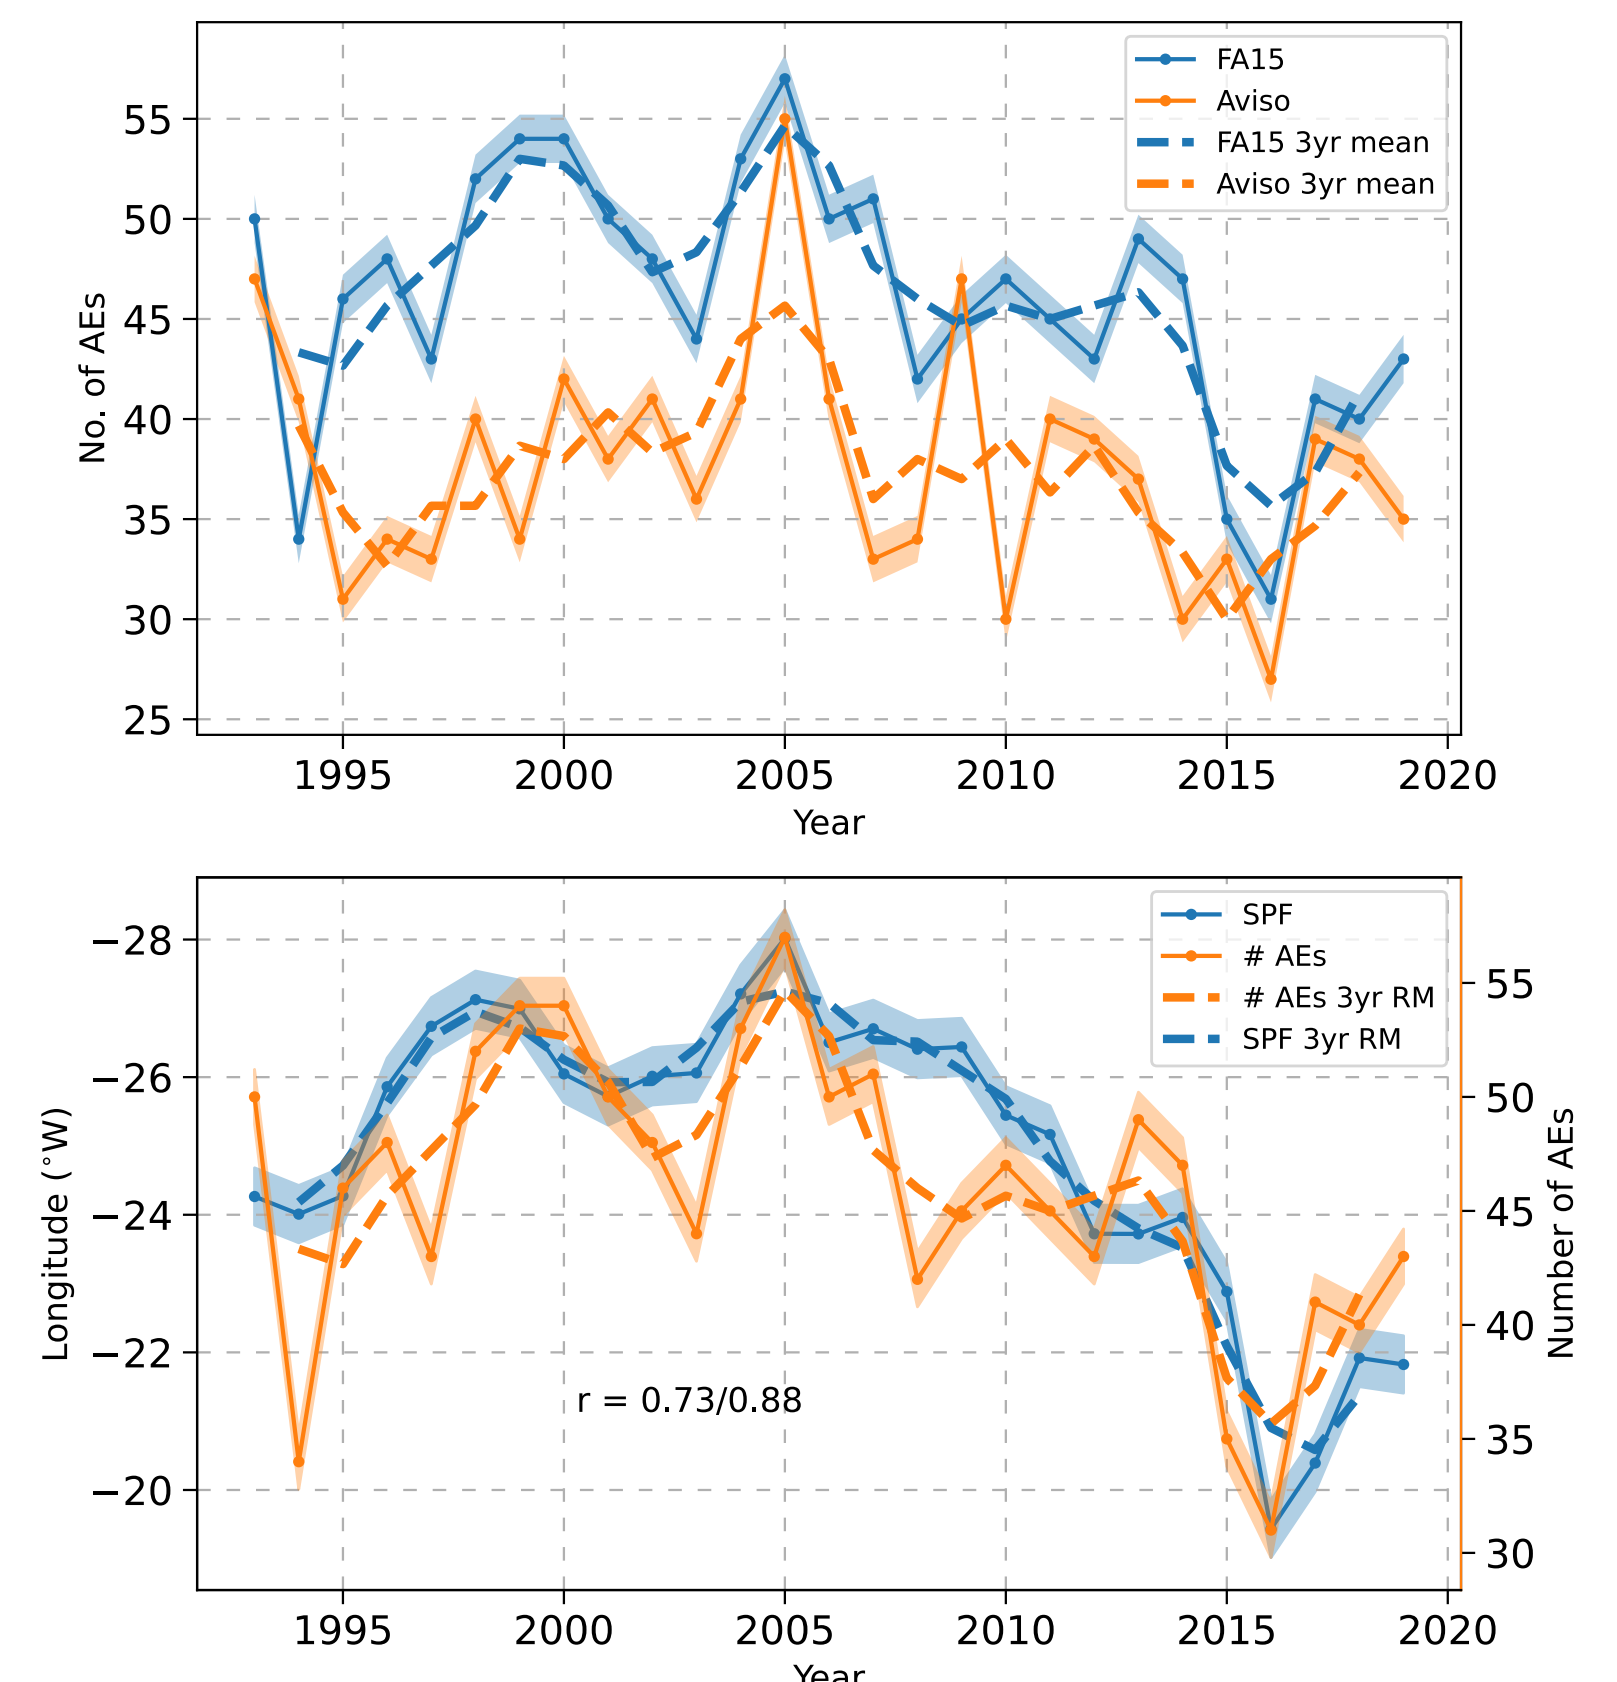 FA15
Aviso
FA15 3yr mean
Aviso 3yr mean
No. of AEs
55
50
45
40
35
30
25
1995 2000 2005 2010 2015 2020
Year
SPF
# AEs
# AEs 3yr RM
SPF 3yr RM
Longitude (°W)
−28
−26
−24
−22
−20
r = 0.73/0.88
55
50
45
40
35
30
Number of AEs
1995 2000 2005 2010 2015 2020
Year